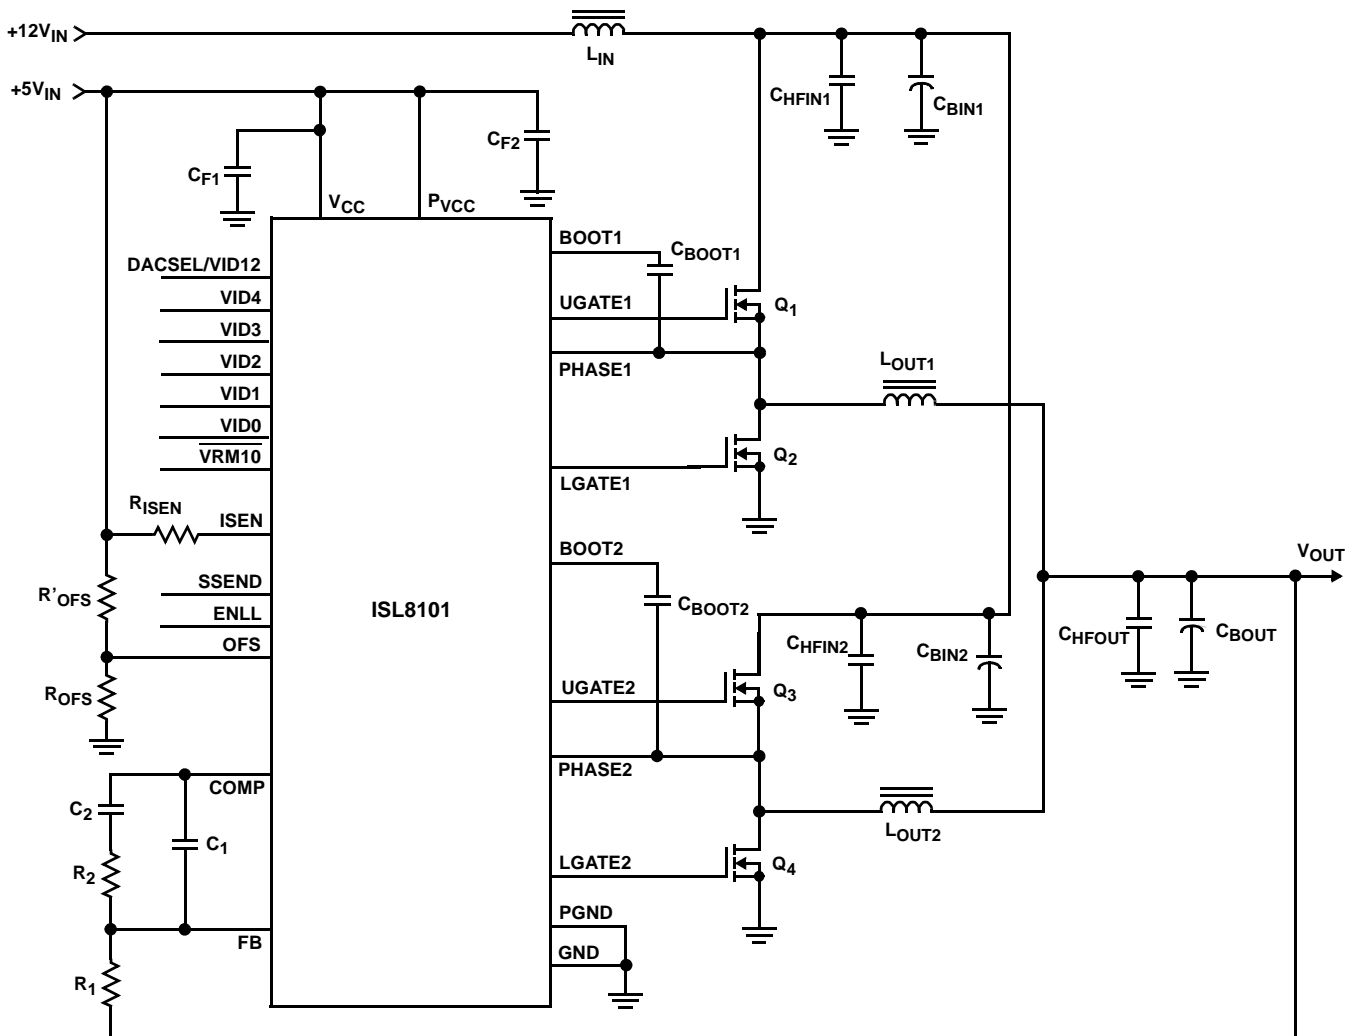 +12VIN
LIN
+5VIN
CHFIN1
CBIN1
CF1
CF2
VCC
PVCC
BOOT1
CBOOT1
DACSEL/VID12
VID4
UGATE1
Q1
VID3
VID2
PHASE1
LOUT1
VID1
VID0
VRM10
Q2
LGATE1
RISEN
ISEN
BOOT2
VOUT
R'OFS
SSEND
ISL8101
CBOOT2
ENLL
OFS
CHFIN2
CBIN2
CHFOUT
CBOUT
ROFS
UGATE2
Q3
PHASE2
COMP
C2
C1
LOUT2
R2
LGATE2
Q4
PGND
FB
GND
R1